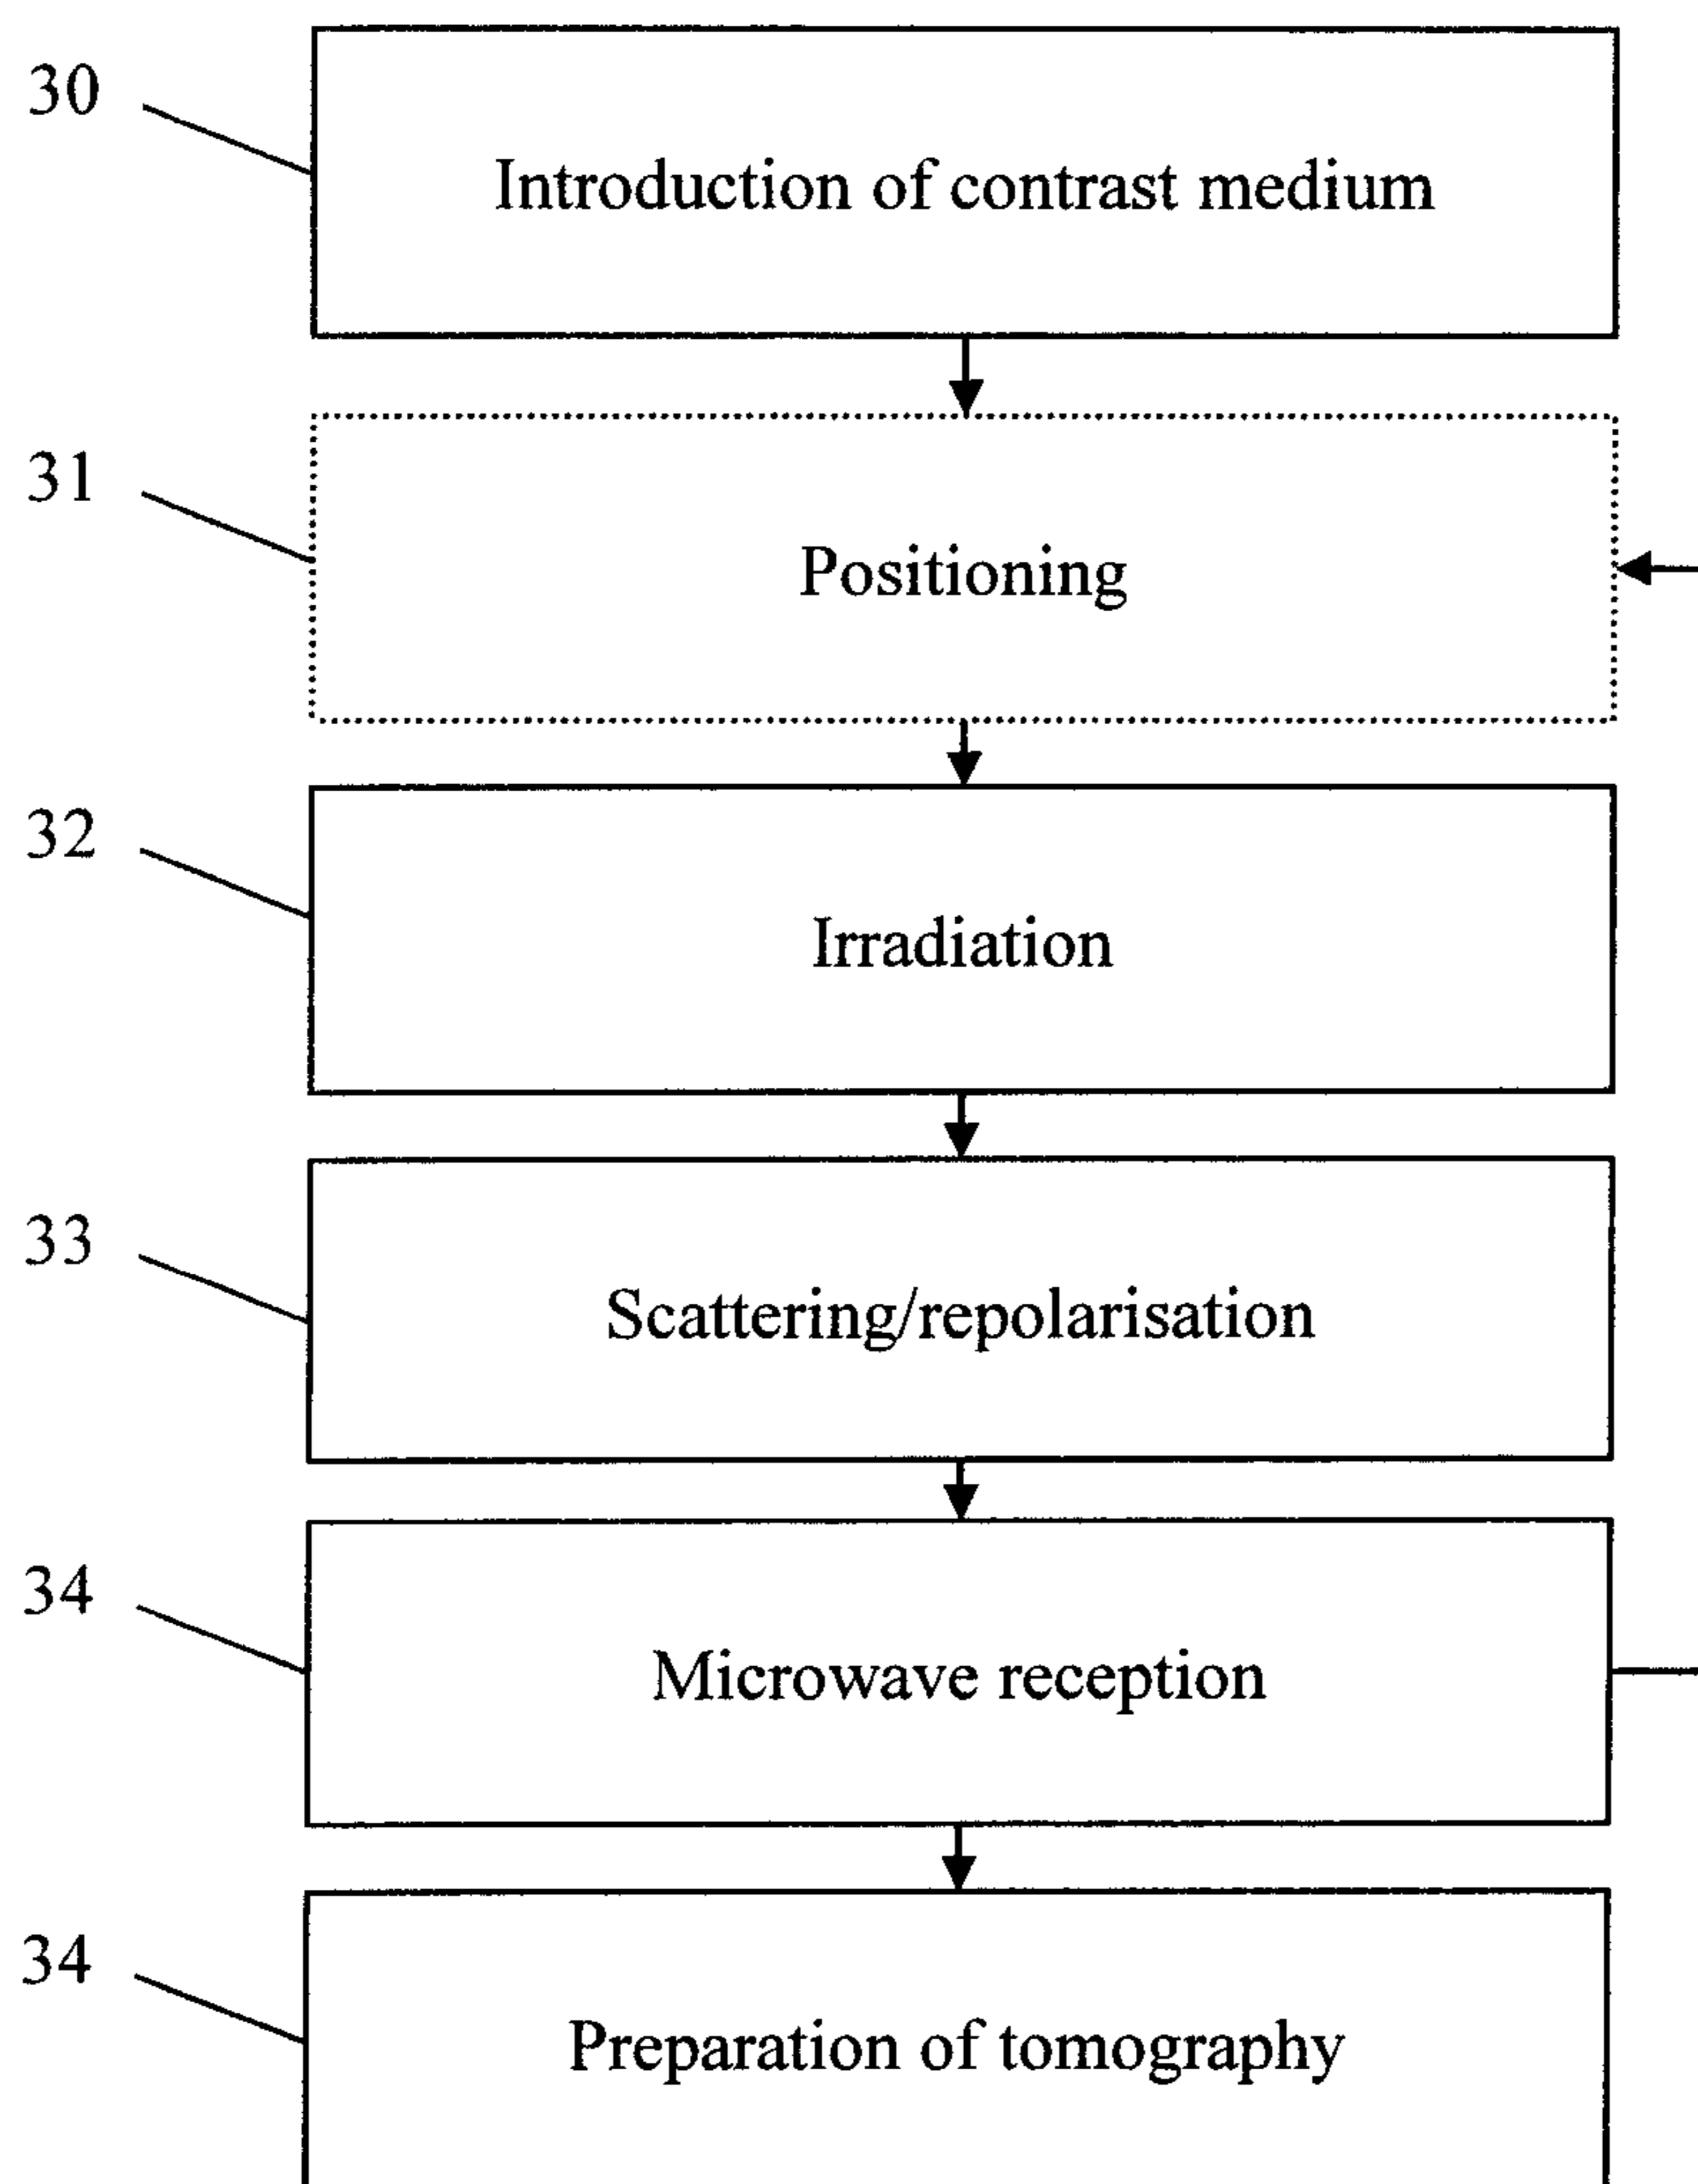 30
Introduction of contrast medium
31
Positioning
32
Irradiation
33
Scattering/repolarisation
34
Microwave reception
34
Preparation of tomography